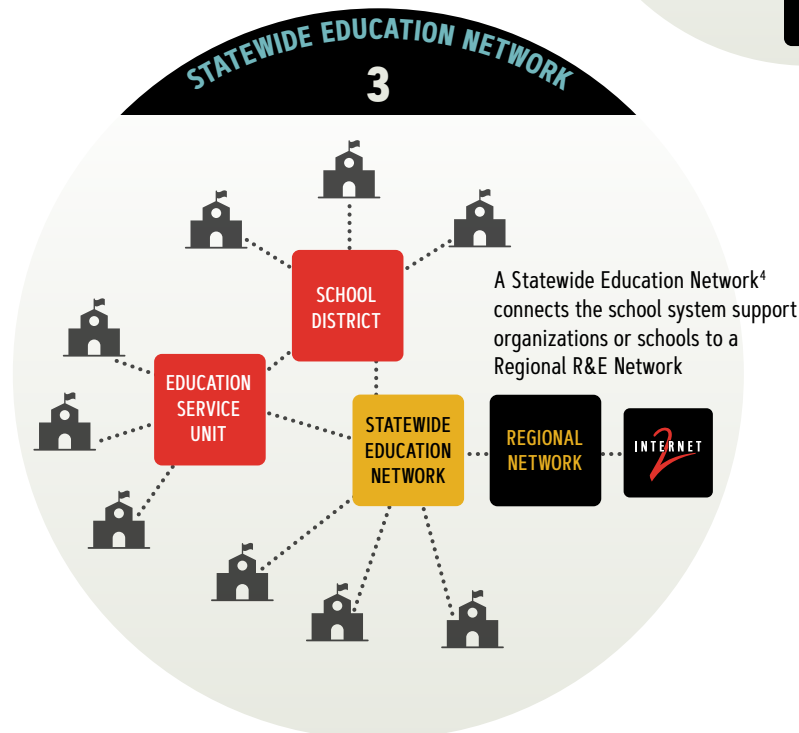 STATEWIDE EDUCATION NETWORK
3
SCHOOL
DISTRICT
A Statewide Education Network⁴
connects the school system support
organizations or schools to a
Regional R&E Network
EDUCATION
SERVICE
UNIT
STATEWIDE
EDUCATION
NETWORK
REGIONAL
NETWORK
INTERNET
2